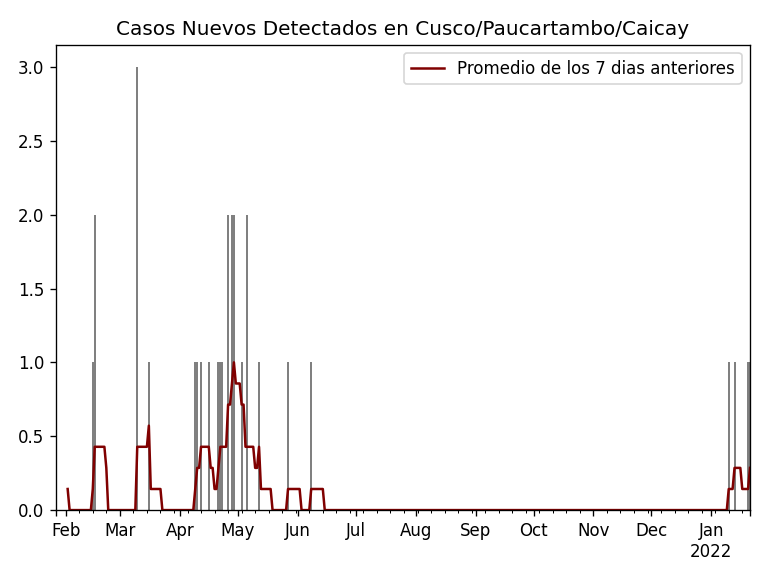 Casos Nuevos Detectados en Cusco/Paucartambo/Caicay
Promedio de los 7 dias anteriores
3.0
2.5
2.0
1.5
1.0
0.5
0.0
Feb Mar Apr May Jun Jul Aug Sep Oct Nov Dec Jan
2022